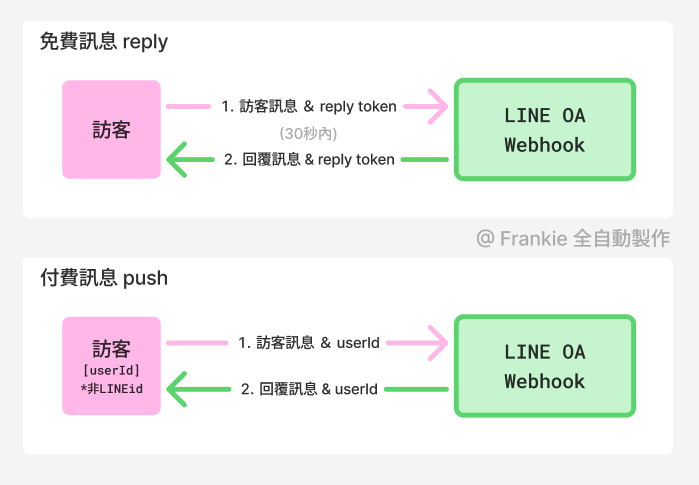 免費訊息 reply
訪客
1. 訪客訊息 & reply token
(30秒內)
2. 回覆訊息 & reply token
LINE OA
Webhook
@ Frankie 全自動製作
付費訊息 push
訪客
[userId]
*非LINEid
1. 訪客訊息 & userId
2. 回覆訊息 & userId
LINE OA
Webhook